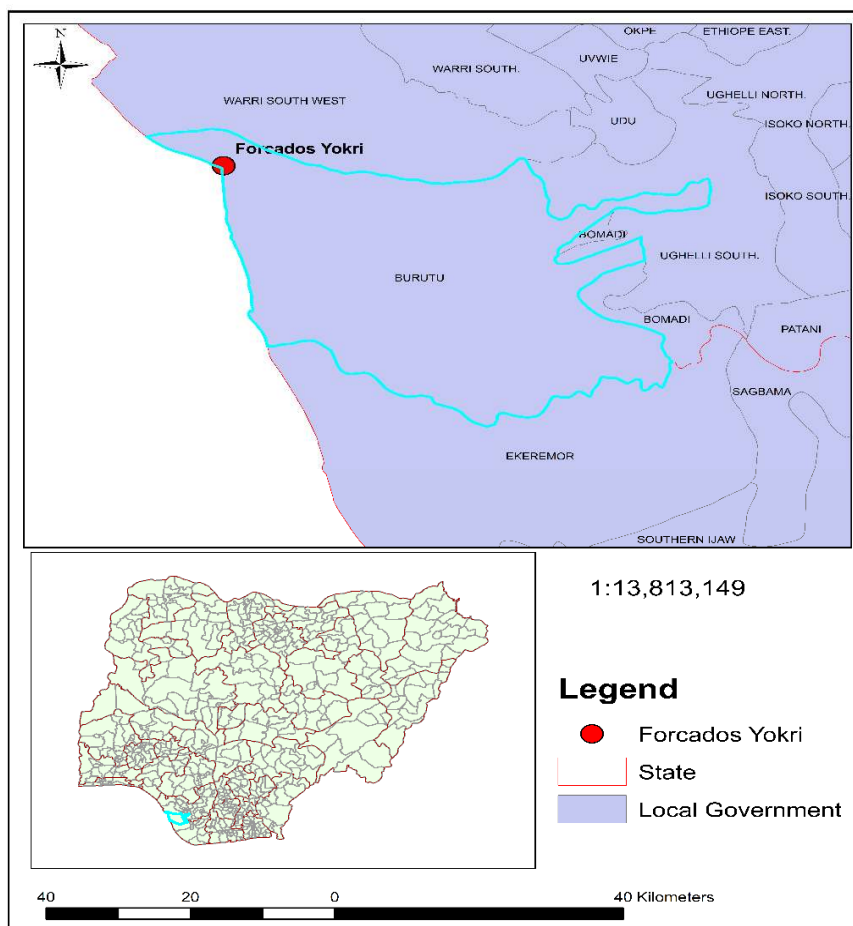 N
OKPE
ETHIOPE EAST.
UVWIE
WARRI SOUTH.
UGHELLI NORTH.
WARRI SOUTH WEST
UDU
ISOKO NORTH.
Forcados Yokri
ISOKO SOUTH.
BOMADI
UGHELLI SOUTH.
BURUTU
BOMADI
PATANI
SAGBAMA
EKEREMOR
SOUTHERN IJAW
1:13,813,149
Legend
Forcados Yokri
State
Local Government
40 20 0 40 Kilometers